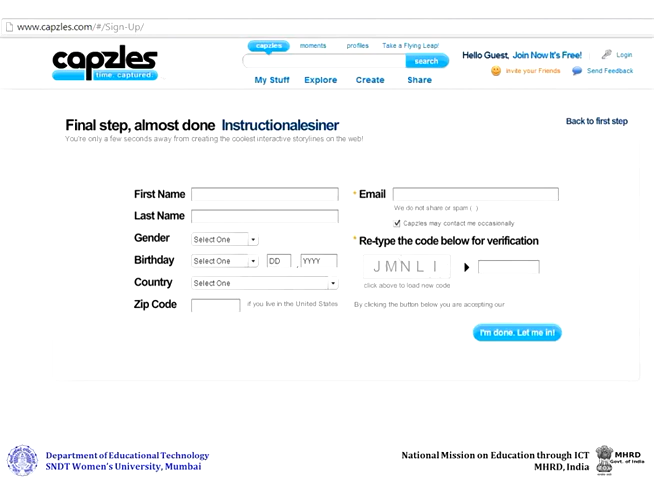 www.capzles.com/#/Sign-Up/
capzles
time. captured.
capzles moments profiles Take a Flying Leap!
search
My Stuff Explore Create Share
Hello Guest, Join Now It's Free! Login
Invite your Friends Send Feedback
Final step, almost done Instructionalesiner
Back to first step
You're only a few seconds away from creating the coolest interactive storylines on the web!
First Name
Last Name
Gender Select One
Birthday Select One DD , YYYY
Country Select One
Zip Code if you live in the United States
* Email
We do not share or spam ( )
Capzles may contact me occasionally
* Re-type the code below for verification
J M N L I
click above to load new code
By clicking the button below you are accepting our
I'm done. Let me in!
Department of Educational Technology
SNDT Women's University, Mumbai
National Mission on Education through ICT
MHRD, India
MHRD
Govt. of India